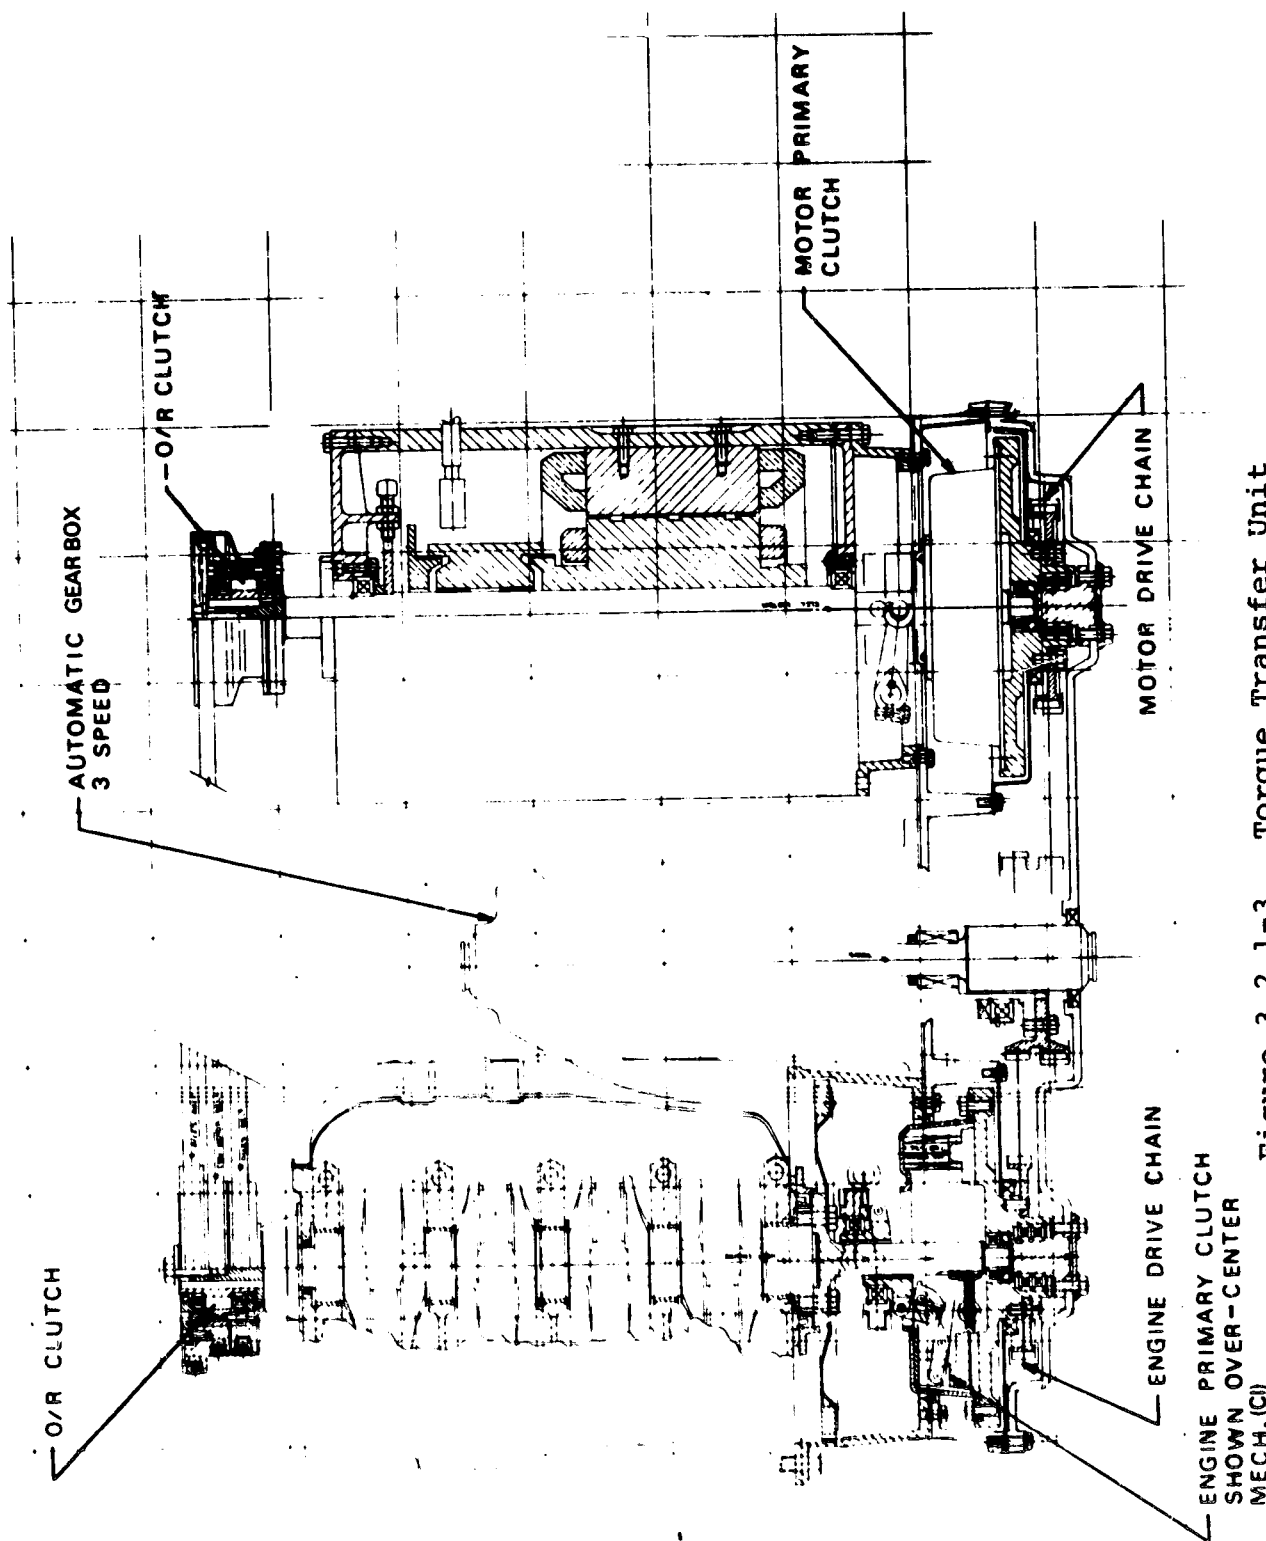 O/R CLUTCH
AUTOMATIC GEARBOX
3 SPEED
O/R CLUTCH
MOTOR PRIMARY
CLUTCH
MOTOR DRIVE CHAIN
ENGINE DRIVE CHAIN
ENGINE PRIMARY CLUTCH
SHOWN OVER-CENTER
MECH. (CI)
Figure 3.2.1-3 Torque Transfer Unit